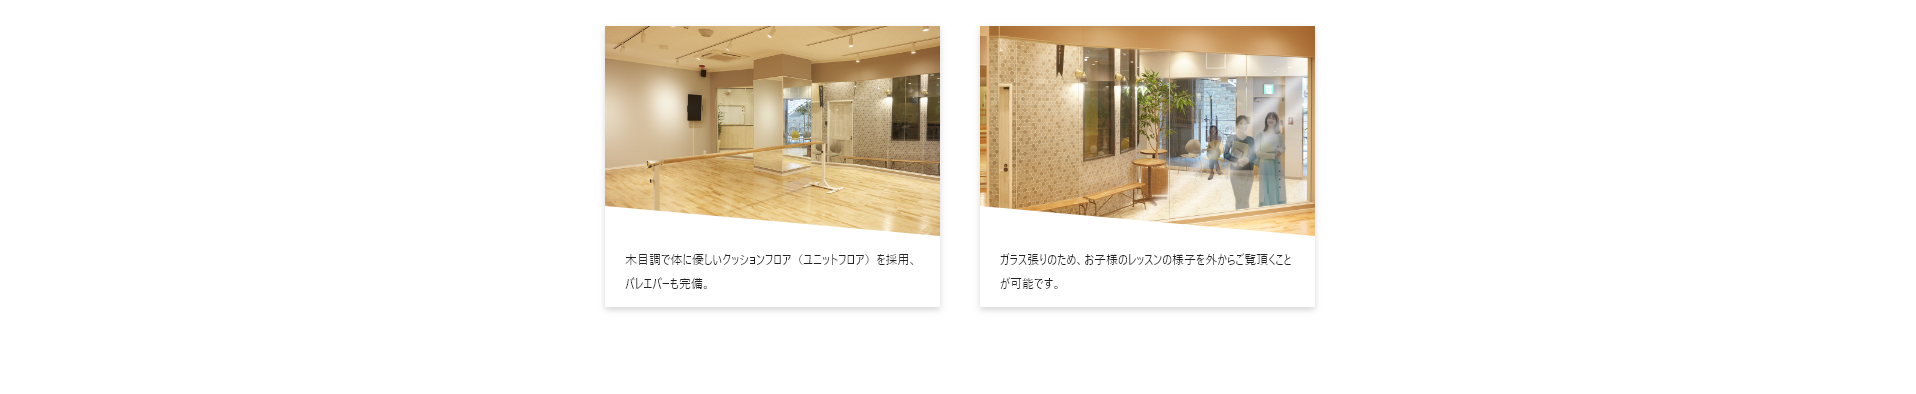 木目調で体に優しいクッションフロア（ユニットフロア）を採用、
バレエバーも完備。
ガラス張りのため、お子様のレッスンの様子を外からご覧頂くこと
が可能です。